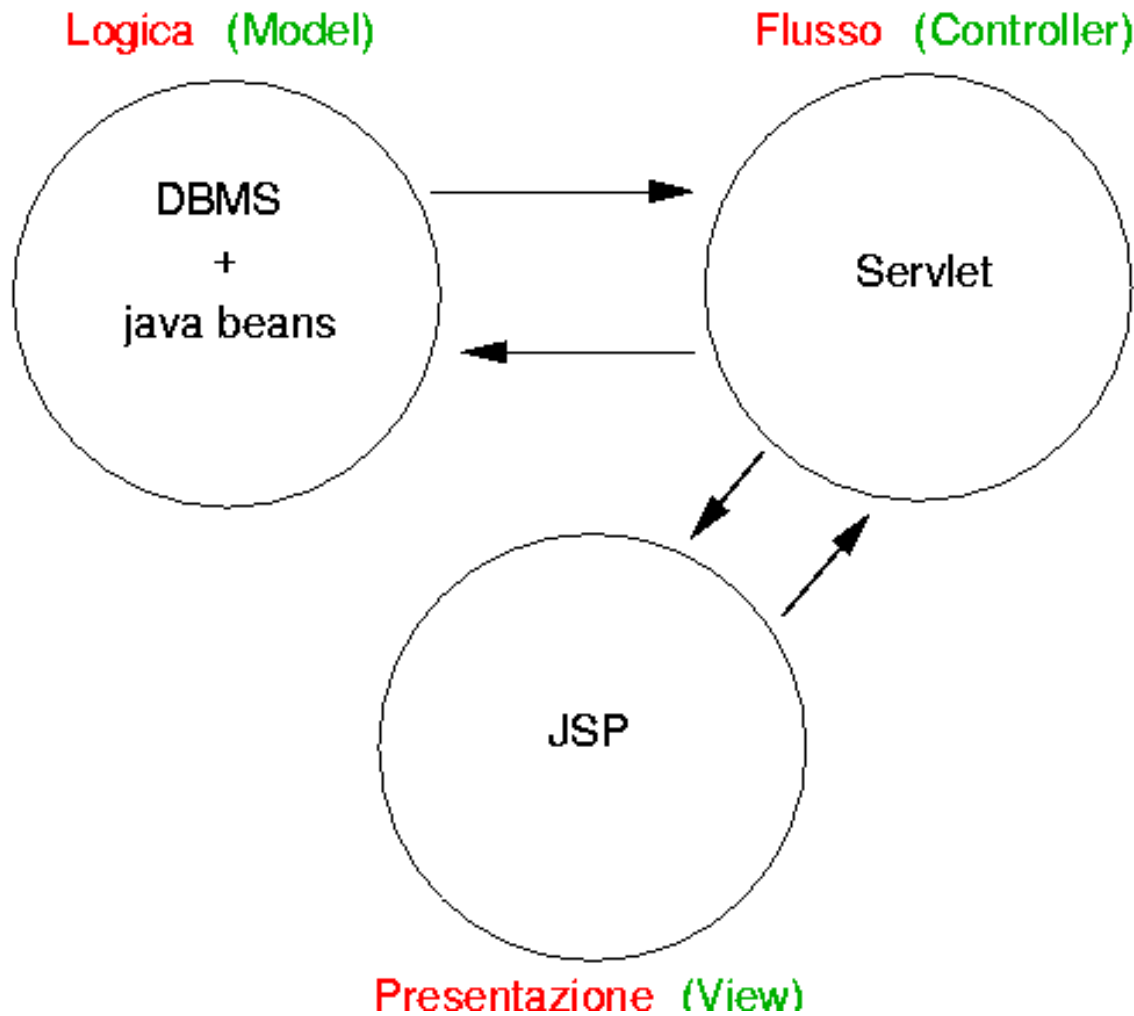 Logica (Model)
Flusso (Controller)
DBMS
+
java beans
Servlet
JSP
Presentazione (View)